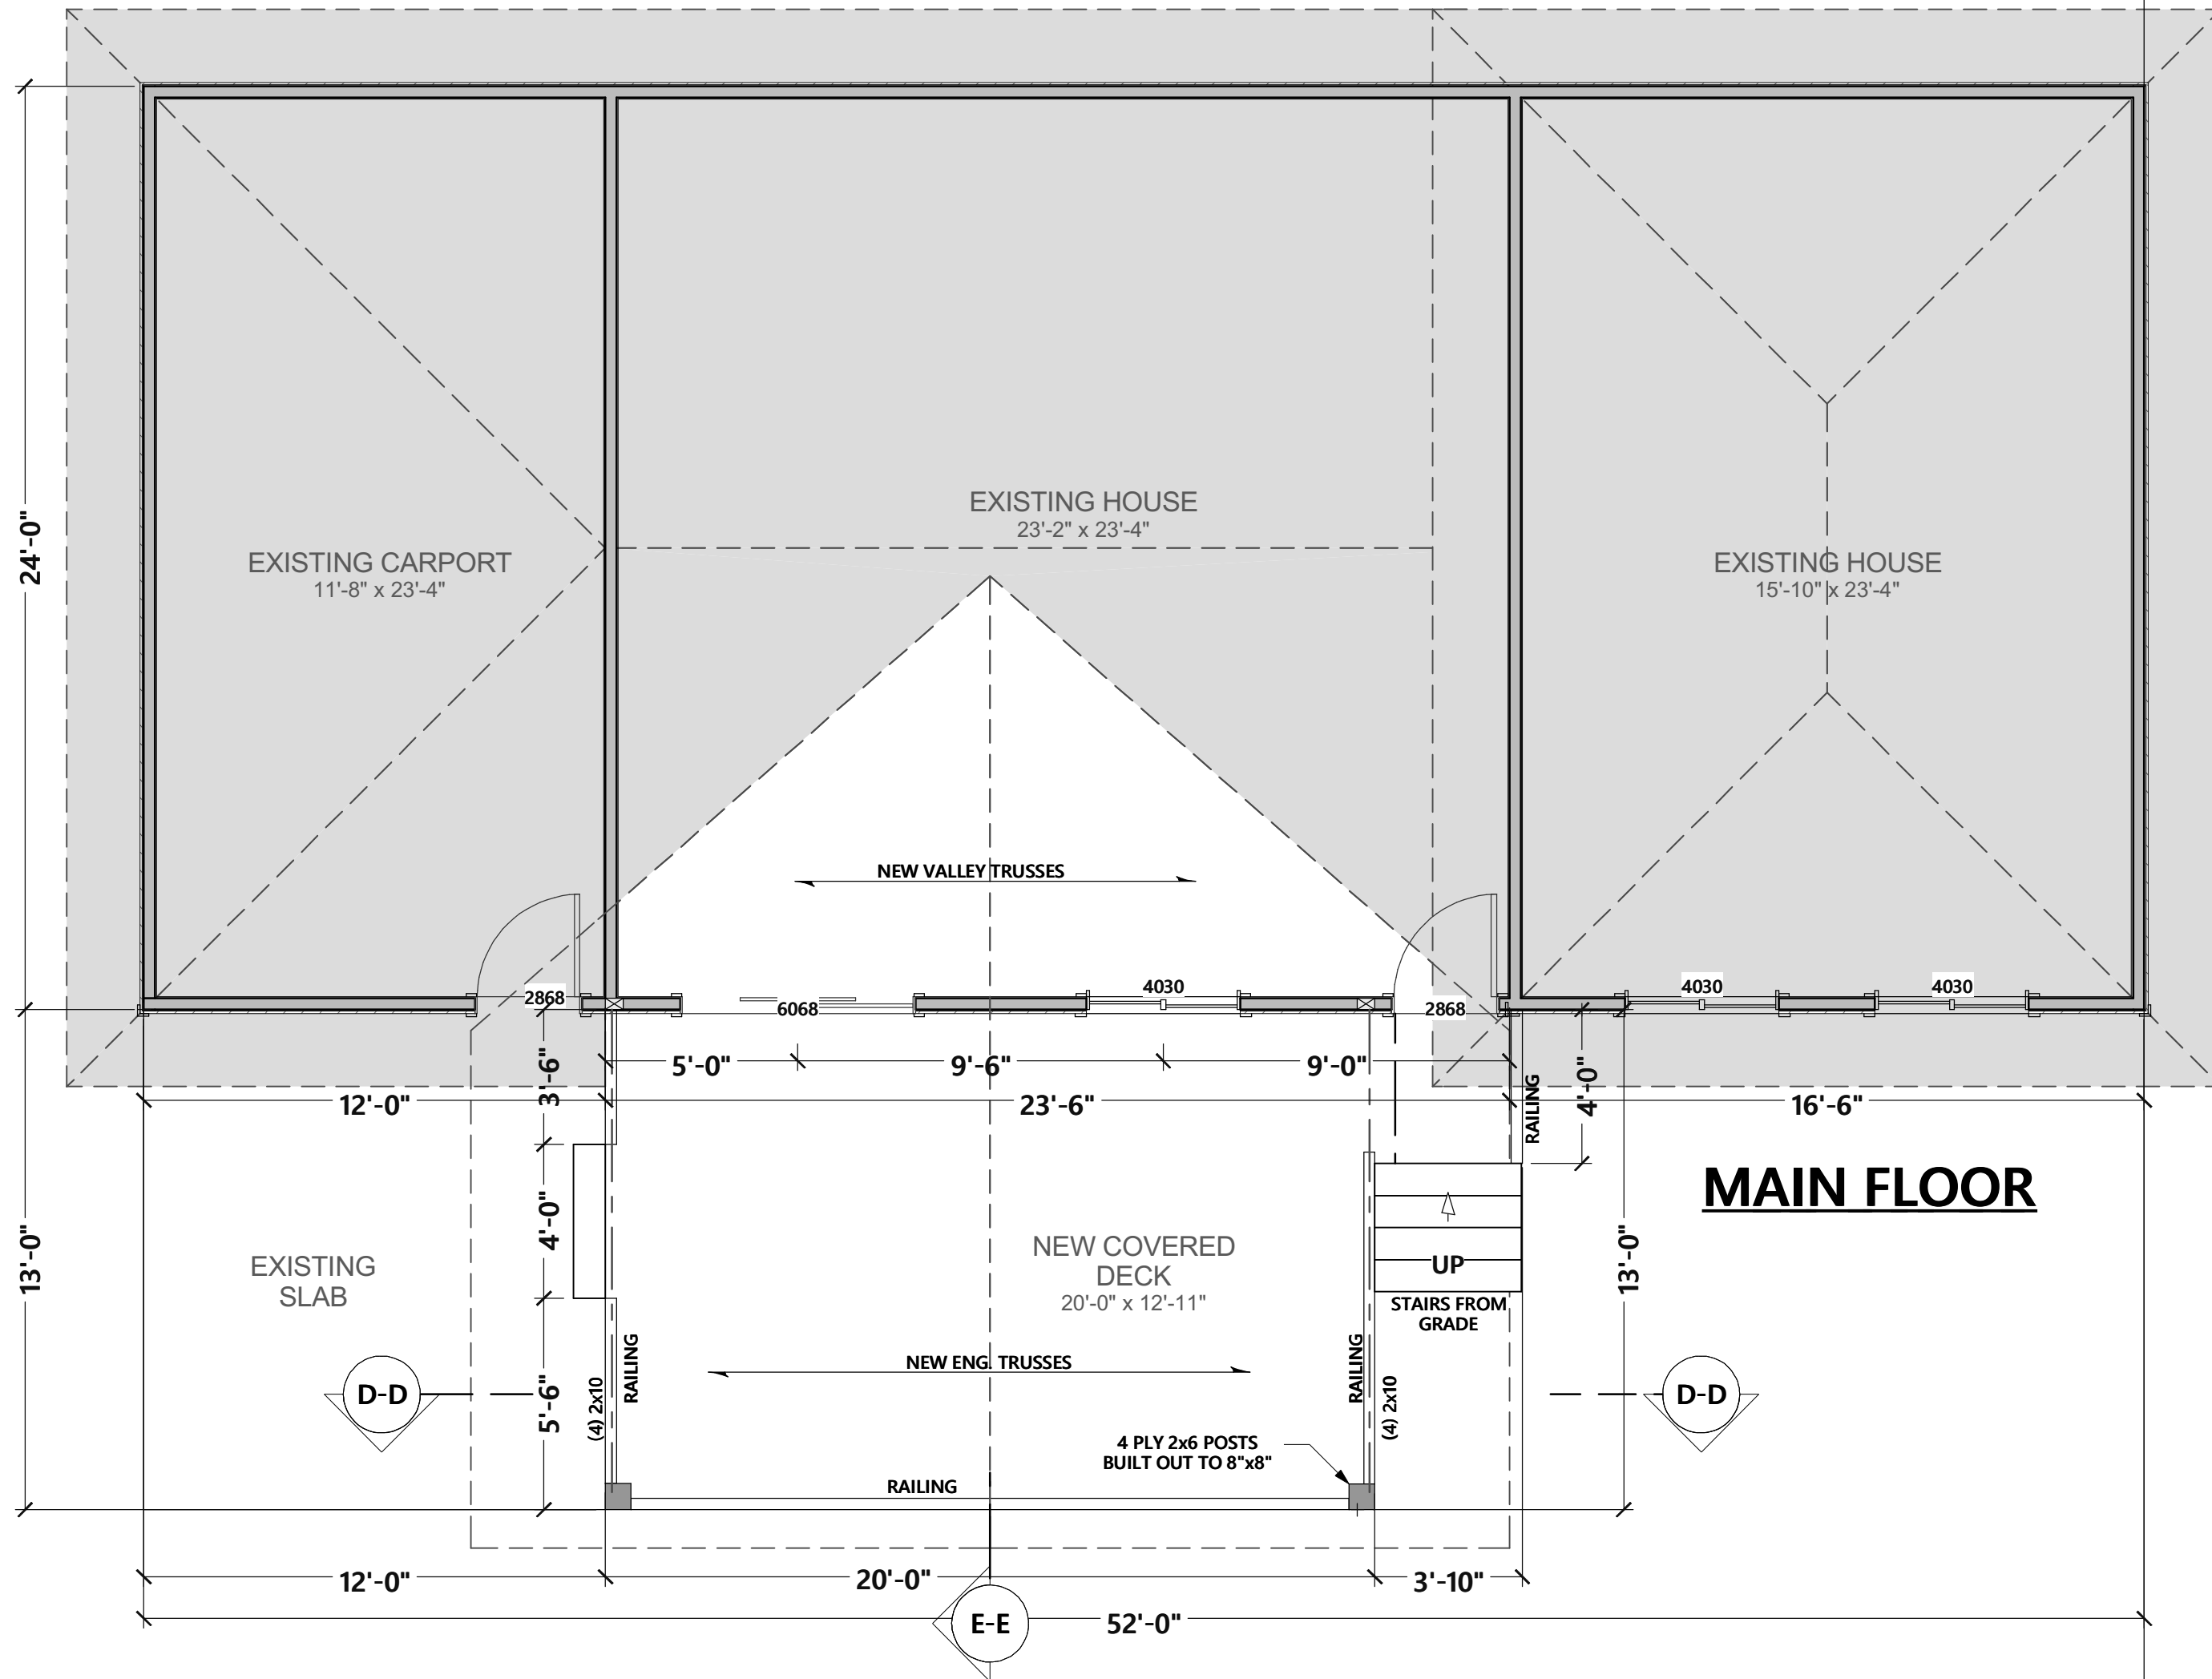 EXISTING HOUSE
23'-2" x 23'-4"
24'-0"
EXISTING CARPORT
11'-8" x 23'-4"
EXISTING HOUSE
15'-10" x 23'-4"
NEW VALLEY TRUSSES
2868
6068
4030
2868
4030
4030
5'-0"
9'-6"
9'-0"
3'-6"
4'-0"
RAILING
12'-0"
23'-6"
16'-6"
MAIN FLOOR
13'-0"
4'-0"
13'-0"
EXISTING
SLAB
NEW COVERED
DECK
20'-0" x 12'-11"
UP
STAIRS FROM
GRADE
RAILING
RAILING
NEW ENG. TRUSSES
D-D
D-D
5'-6"
(4) 2x10
(4) 2x10
4 PLY 2x6 POSTS
BUILT OUT TO 8"x8"
RAILING
12'-0"
20'-0"
3'-10"
E-E
52'-0"